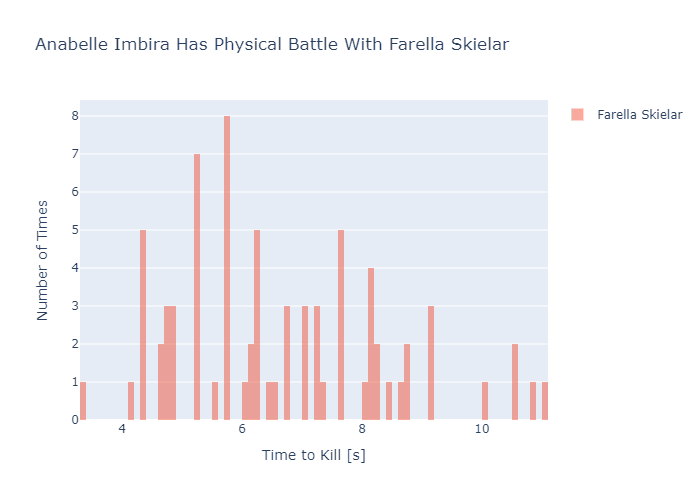 Anabelle Imbira Has Physical Battle With Farella Skielar
Farella Skielar
8
7
6
5
4
3
2
1
0
Number of Times
4 6 8 10
Time to Kill [s]